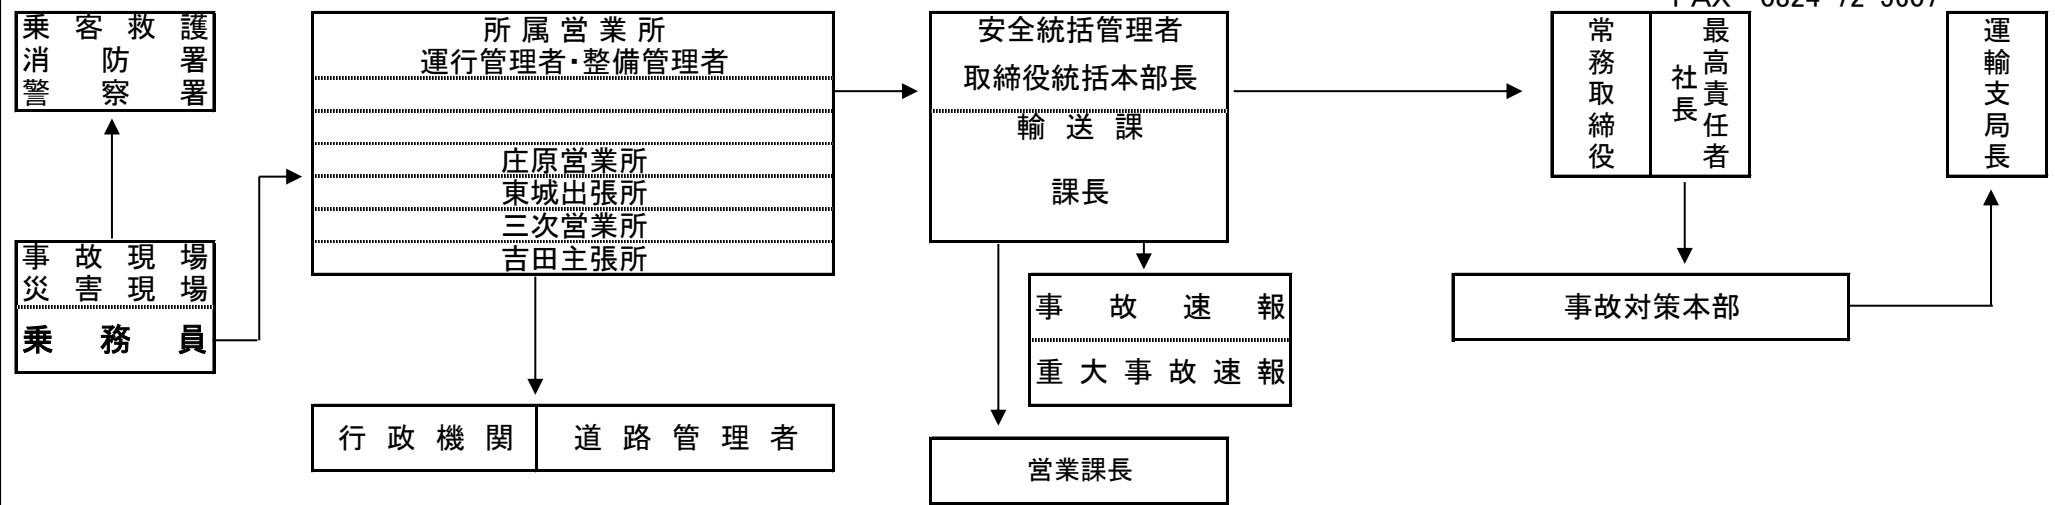 乗客救護
消防署
警察署
事故現場
災害現場
乗務員
所属営業所
運行管理者・整備管理者
庄原営業所
東城出張所
三次営業所
吉田主張所
行政機関
道路管理者
安全統括管理者
取締役統括本部長
輸送課
課長
事故速報
重大事故速報
営業課長
常務取締役
社長
最高責任者
事故対策本部
運輸支局長